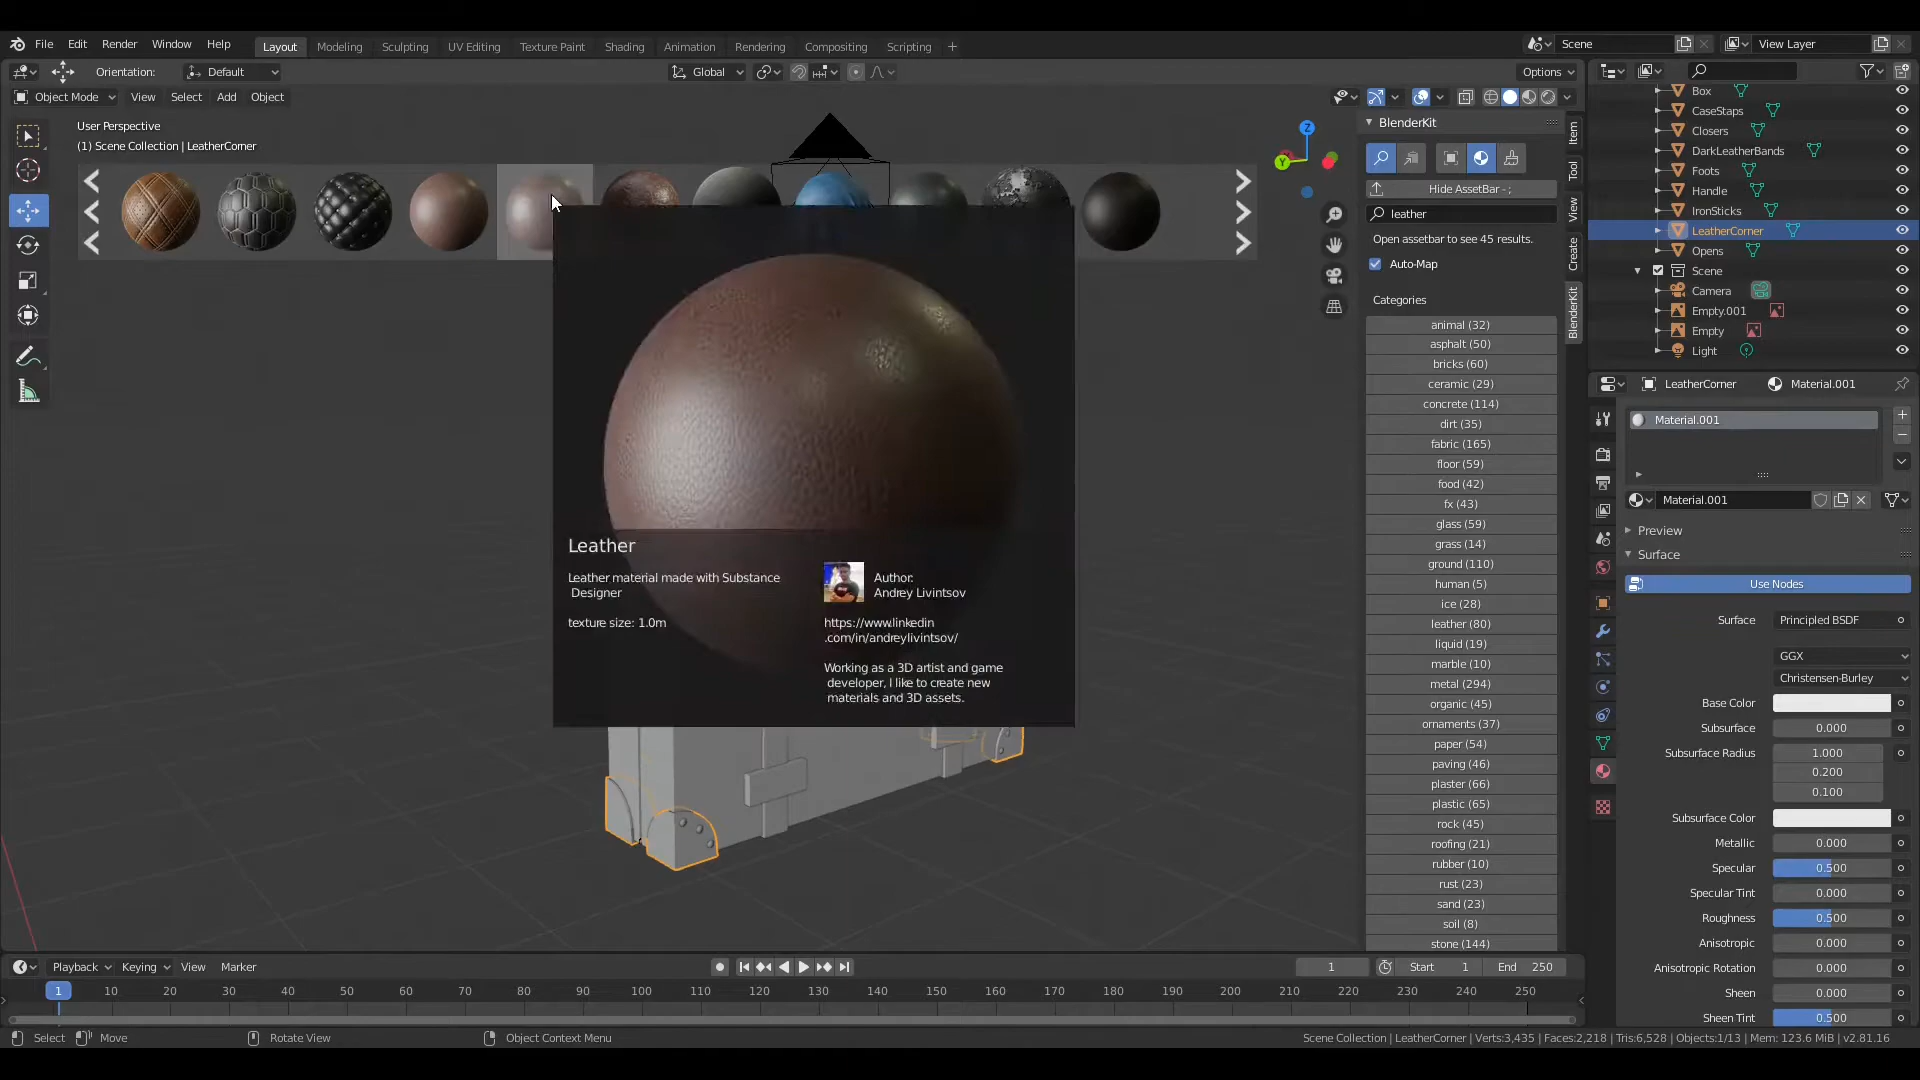 File Edit Render Window Help
Layout Modeling Sculpting UV Editing Texture Paint Shading Animation Rendering Compositing Scripting +
Scene
View Layer
Orientation: Default
Global
Options
Object Mode View Select Add Object
User Perspective
(1) Scene Collection | LeatherCorner
Leather
Leather material made with Substance
Designer
texture size: 1.0m
Author:
Andrey Livintsov
https://www.linkedin
.com/in/andreylivintsov/
Working as a 3D artist and game
developer, I like to create new
materials and 3D assets.
Z
Y
BlenderKit
Hide AssetBar - ;
leather
Open assetbar to see 45 results.
Auto-Map
Categories
animal (32)
asphalt (50)
bricks (60)
ceramic (29)
concrete (114)
dirt (35)
fabric (165)
floor (59)
food (42)
fx (43)
glass (59)
grass (14)
ground (110)
human (5)
ice (28)
leather (80)
liquid (19)
marble (10)
metal (294)
organic (45)
ornaments (37)
paper (54)
paving (46)
plaster (66)
plastic (65)
rock (45)
roofing (21)
rubber (10)
rust (23)
sand (23)
soil (8)
stone (144)
Item
Tool
View
Create
BlenderKit
Box
CaseStaps
Closers
DarkLeatherBands
Foots
Handle
IronSticks
LeatherCorner
Opens
Scene
Camera
Empty.001
Empty
Light
LeatherCorner Material.001
Material.001
Material.001
Preview
Surface
Use Nodes
Surface Principled BSDF
GGX
Christensen-Burley
Base Color
Subsurface 0.000
Subsurface Radius 1.000
0.200
0.100
Subsurface Color
Metallic 0.000
Specular 0.500
Specular Tint 0.000
Roughness 0.500
Anisotropic 0.000
Anisotropic Rotation 0.000
Sheen 0.000
Sheen Tint 0.500
Playback Keying View Marker
1 Start 1 End 250
1 10 20 30 40 50 60 70 80 90 100 110 120 130 140 150 160 170 180 190 200 210 220 230 240 250
Select Move Rotate View Object Context Menu
Scene Collection | LeatherCorner | Verts:3,435 | Faces:2,218 | Tris:6,528 | Objects:1/13 | Mem: 123.6 MiB | v2.81.16